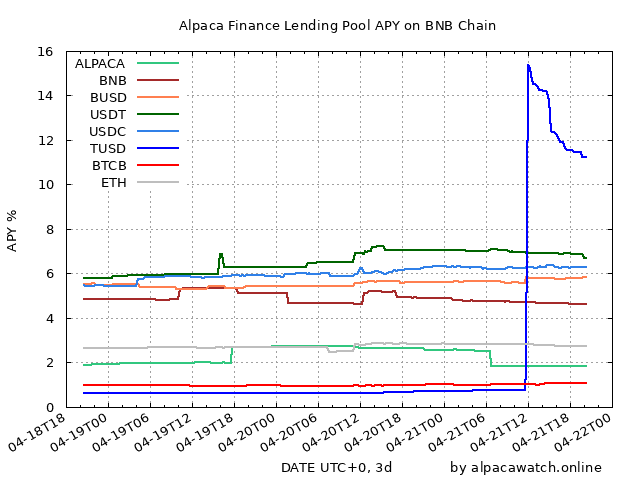 Alpaca Finance Lending Pool APY on BNB Chain
16
14
12
10
8
6
4
2
0
APY %
ALPACA
BNB
BUSD
USDT
USDC
TUSD
BTCB
ETH
04-18T18
04-19T00
04-19T06
04-19T12
04-19T18
04-20T00
04-20T06
04-20T12
04-20T18
04-21T00
04-21T06
04-21T12
04-21T18
04-22T00
DATE UTC+0, 3d
by alpacawatch.online